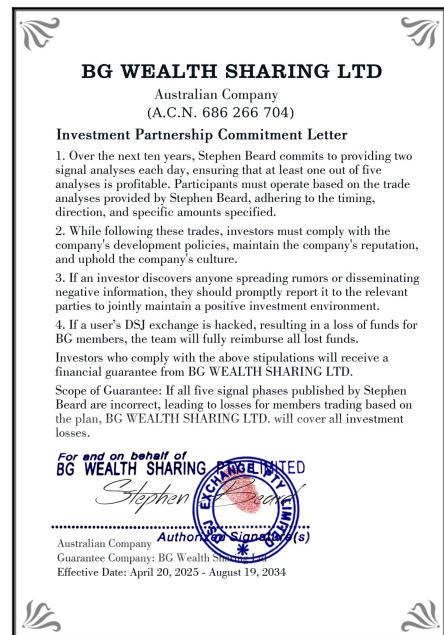 BG WEALTH SHARING LTD
Australian Company
(A.C.N. 686 266 704)
Investment Partnership Commitment Letter
1. Over the next ten years, Stephen Beard commits to providing two
signal analyses each day, ensuring that at least one out of five
analyses is profitable. Participants must operate based on the trade
analyses provided by Stephen Beard, adhering to the timing,
direction, and specific amounts specified.
2. While following these trades, investors must comply with the
company's development policies, maintain the company's reputation,
and uphold the company's culture.
3. If an investor discovers anyone spreading rumors or disseminating
negative information, they should promptly report it to the relevant
parties to jointly maintain a positive investment environment.
4. If a user's DSJ exchange is hacked, resulting in a loss of funds for
BG members, the team will fully reimburse all lost funds.
Investors who comply with the above stipulations will receive a
financial guarantee from BG WEALTH SHARING LTD.
Scope of Guarantee: If all five signal phases published by Stephen
Beard are incorrect, leading to losses for members trading based on
the plan, BG WEALTH SHARING LTD. will cover all investment
losses.
For and on behalf of
BG WEALTH SHARING PTY LIMITED
Stephen Beard
DSJ EXCHANGE PTY LIMITED
Authorized Signature(s)
Australian Company
Guarantee Company: BG Wealth Sharing Ltd
Effective Date: April 20, 2025 - August 19, 2034